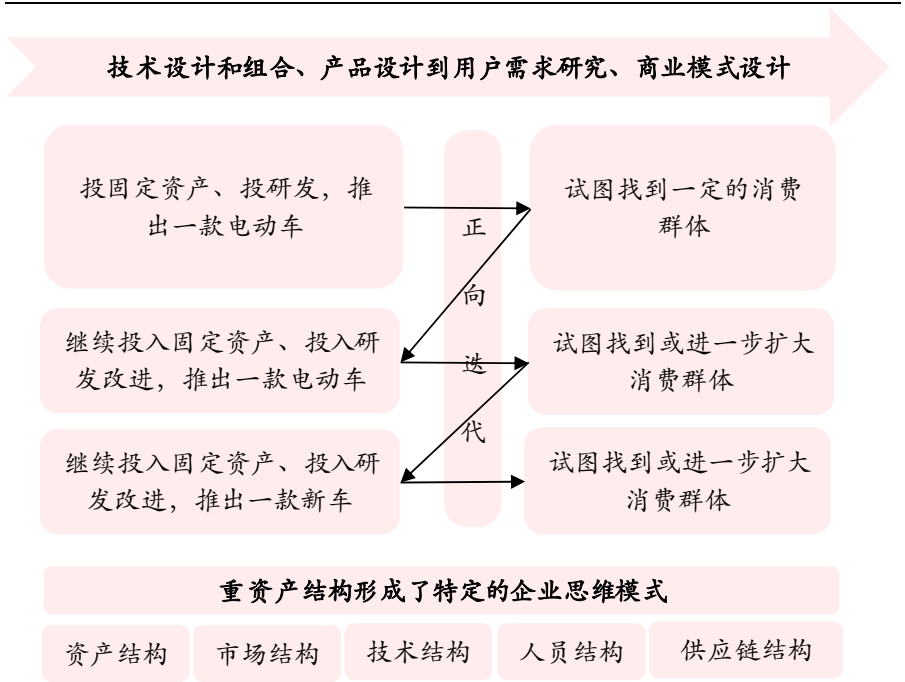 技术设计和组合、产品设计到用户需求研究、商业模式设计
投固定资产、投研发，推
出一款电动车
试图找到一定的消费
群体
正
向
迭
代
继续投入固定资产、投入研
发改进，推出一款电动车
试图找到或进一步扩大
消费群体
继续投入固定资产、投入研
发改进，推出一款新车
试图找到或进一步扩大
消费群体
重资产结构形成了特定的企业思维模式
资产结构
市场结构
技术结构
人员结构
供应链结构